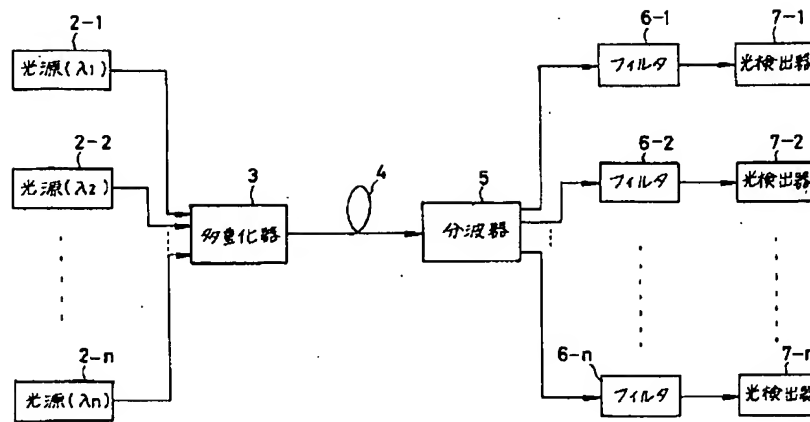 2-1
光源(λ1)
2-2
光源(λ2)
2-n
光源(λn)
3
多重化器
4
5
分波器
6-1
フィルタ
7-1
光検出器
6-2
フィルタ
7-2
光検出器
6-n
フィルタ
7-n
光検出器